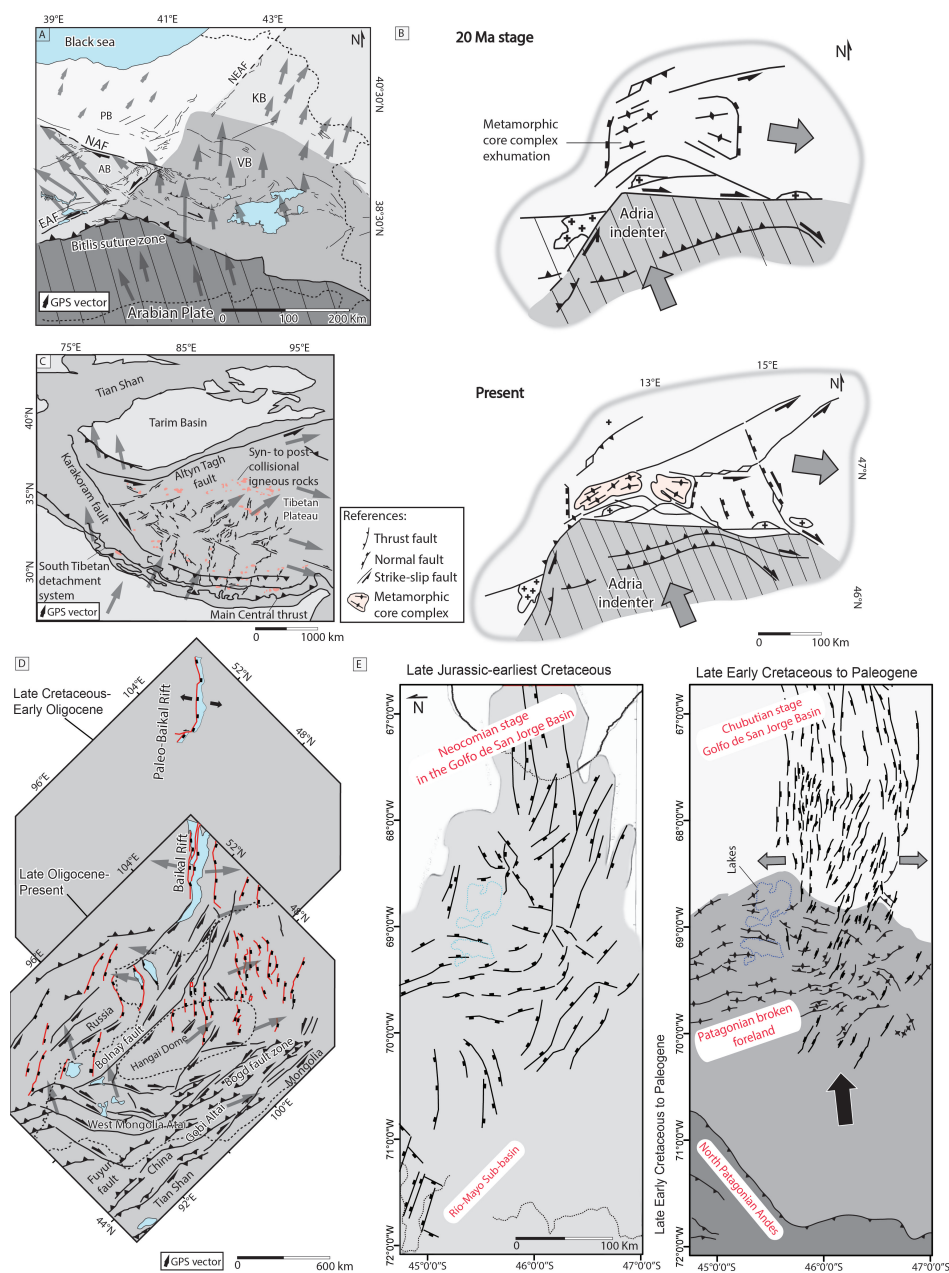 A
39°E
41°E
43°E
Black sea
N
NEAF
KB
40°30'N
PB
NAF
AB
VB
EAF
38°30'N
Bitlis suture zone
GPS vector
Arabian Plate
0 100 200 Km
B
20 Ma stage
N
Metamorphic
core complex
exhumation
Adria
indenter
Present
13°E
15°E
N
47°N
Adria
indenter
46°N
0 100 Km
C
75°E
85°E
95°E
Tian Shan
40°N
Tarim Basin
Altyn Tagh
fault
Syn- to post
collisional
igneous rocks
Karakoram fault
35°N
Tibetan
Plateau
30°N
South Tibetan
detachment
system
GPS vector
Main Central thrust
0 1000 km
References:
Thrust fault
Normal fault
Strike-slip fault
Metamorphic
core complex
D
Late Cretaceous-
Early Oligocene
104°E
52°N
Paleo-Baikal Rift
48°N
96°E
Late Oligocene-
Present
104°E
52°N
Baikal Rift
48°N
96°E
Russia
Bolnay fault
Hangai Dome
Bogd fault zone
Mongolia
100°E
West Mongolia Atai
Gobi Altai
Fuyun
fault
China
Tian Shan
92°E
44°N
GPS vector
0 600 km
E
Late Jurassic-earliest Cretaceous
N
67°0'0"W
Neocomian stage
in the Golfo de San Jorge Basin
68°0'0"W
69°0'0"W
70°0'0"W
71°0'0"W
Río-Mayo Sub-basin
72°0'0"W
0 100 Km
45°0'0"S
46°0'0"S
47°0'0"S
Late Early Cretaceous to Paleogene
Late Early Cretaceous to Paleogene
67°0'0"W
Chubutian stage
Golfo de San Jorge Basin
68°0'0"W
Lakes
69°0'0"W
70°0'0"W
Patagonian broken
foreland
71°0'0"W
North Patagonian
Andes
72°0'0"W
45°0'0"S
46°0'0"S
47°0'0"S